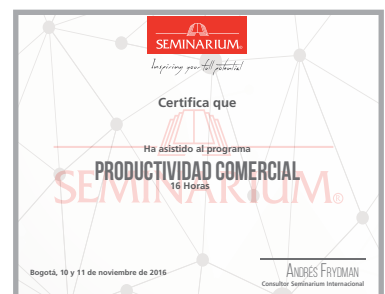 SEMINARIUM®
Inspiring your full potential
Certifica que
Ha asistido al programa
PRODUCTIVIDAD COMERCIAL
16 Horas
SEMINARIUM®
Bogotá, 10 y 11 de noviembre de 2016
ANDRÉS FRYDMAN
Consultor Seminarium Internacional